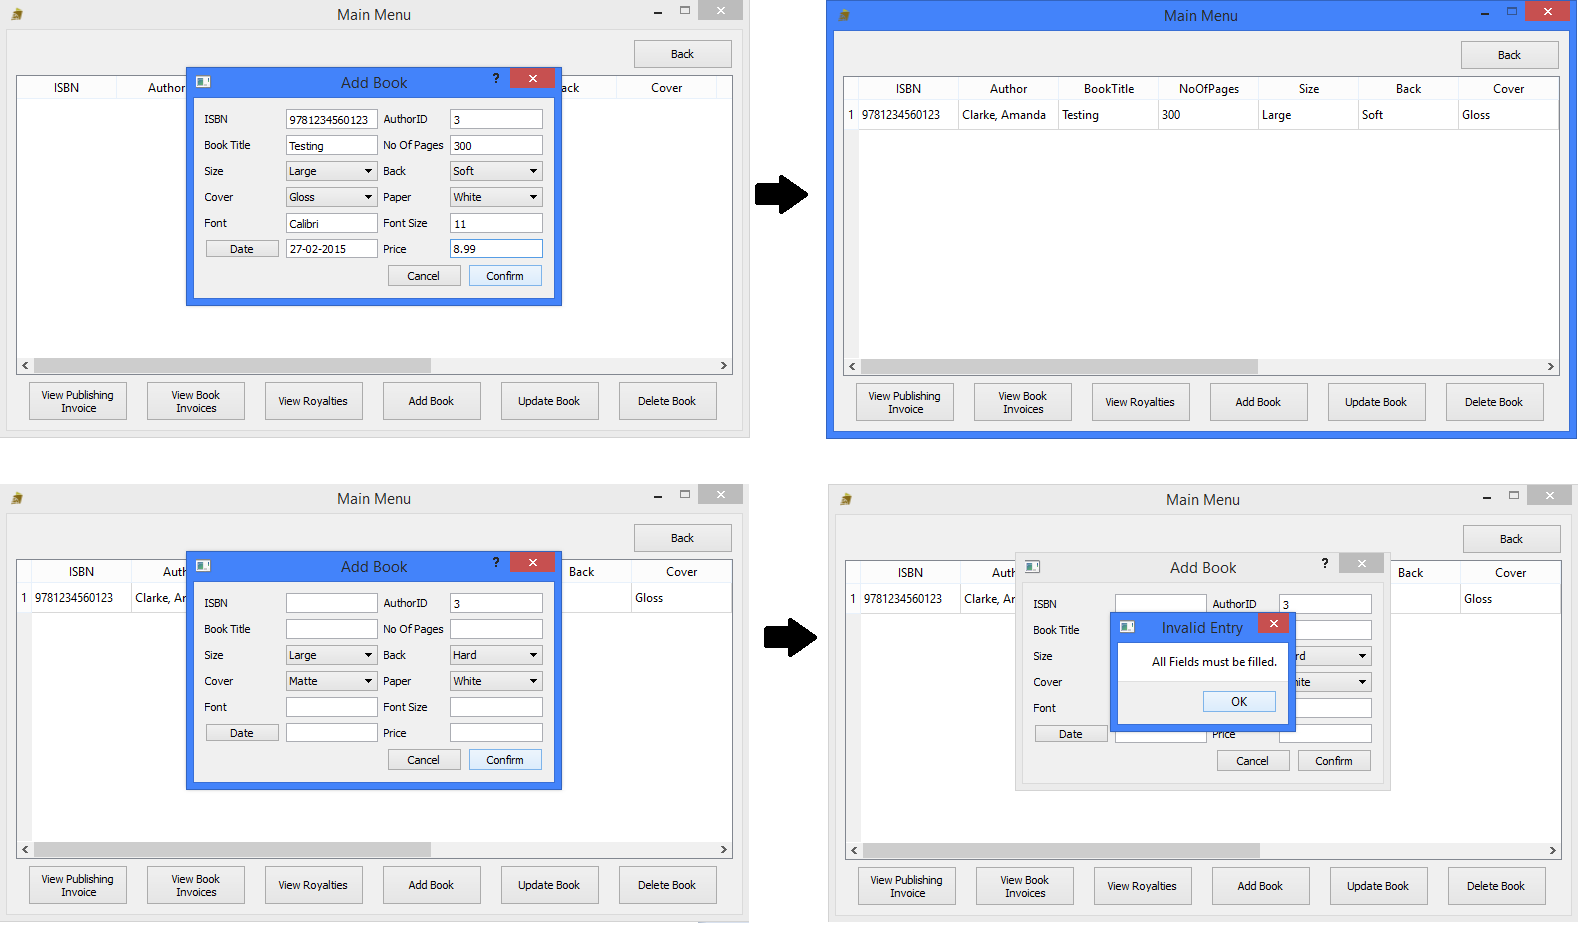 Main Menu
Back
ISBN Author ack Cover
Add Book
?
ISBN 9781234560123 AuthorID 3
Book Title Testing No Of Pages 300
Size Large Back Soft
Cover Gloss Paper White
Font Calibri Font Size 11
Date 27-02-2015 Price 8.99
Cancel Confirm
View Publishing Invoice View Book Invoices View Royalties Add Book Update Book Delete Book
Main Menu
Back
ISBN Author BookTitle NoOfPages Size Back Cover
1 9781234560123 Clarke, Amanda Testing 300 Large Soft Gloss
View Publishing Invoice View Book Invoices View Royalties Add Book Update Book Delete Book
Main Menu
Back
ISBN Auth Back Cover
1 9781234560123 Clarke, Ar Gloss
Add Book
?
ISBN AuthorID 3
Book Title No Of Pages
Size Large Back Hard
Cover Matte Paper White
Font Font Size
Date Price
Cancel Confirm
View Publishing Invoice View Book Invoices View Royalties Add Book Update Book Delete Book
Main Menu
Back
ISBN Aut Back Cover
1 9781234560123 Clarke, A Gloss
Add Book
?
ISBN AuthorID 3
Book Title
Size rd
Cover ite
Font
Date Price
Cancel Confirm
Invalid Entry
All Fields must be filled.
OK
View Publishing Invoice View Book Invoices View Royalties Add Book Update Book Delete Book